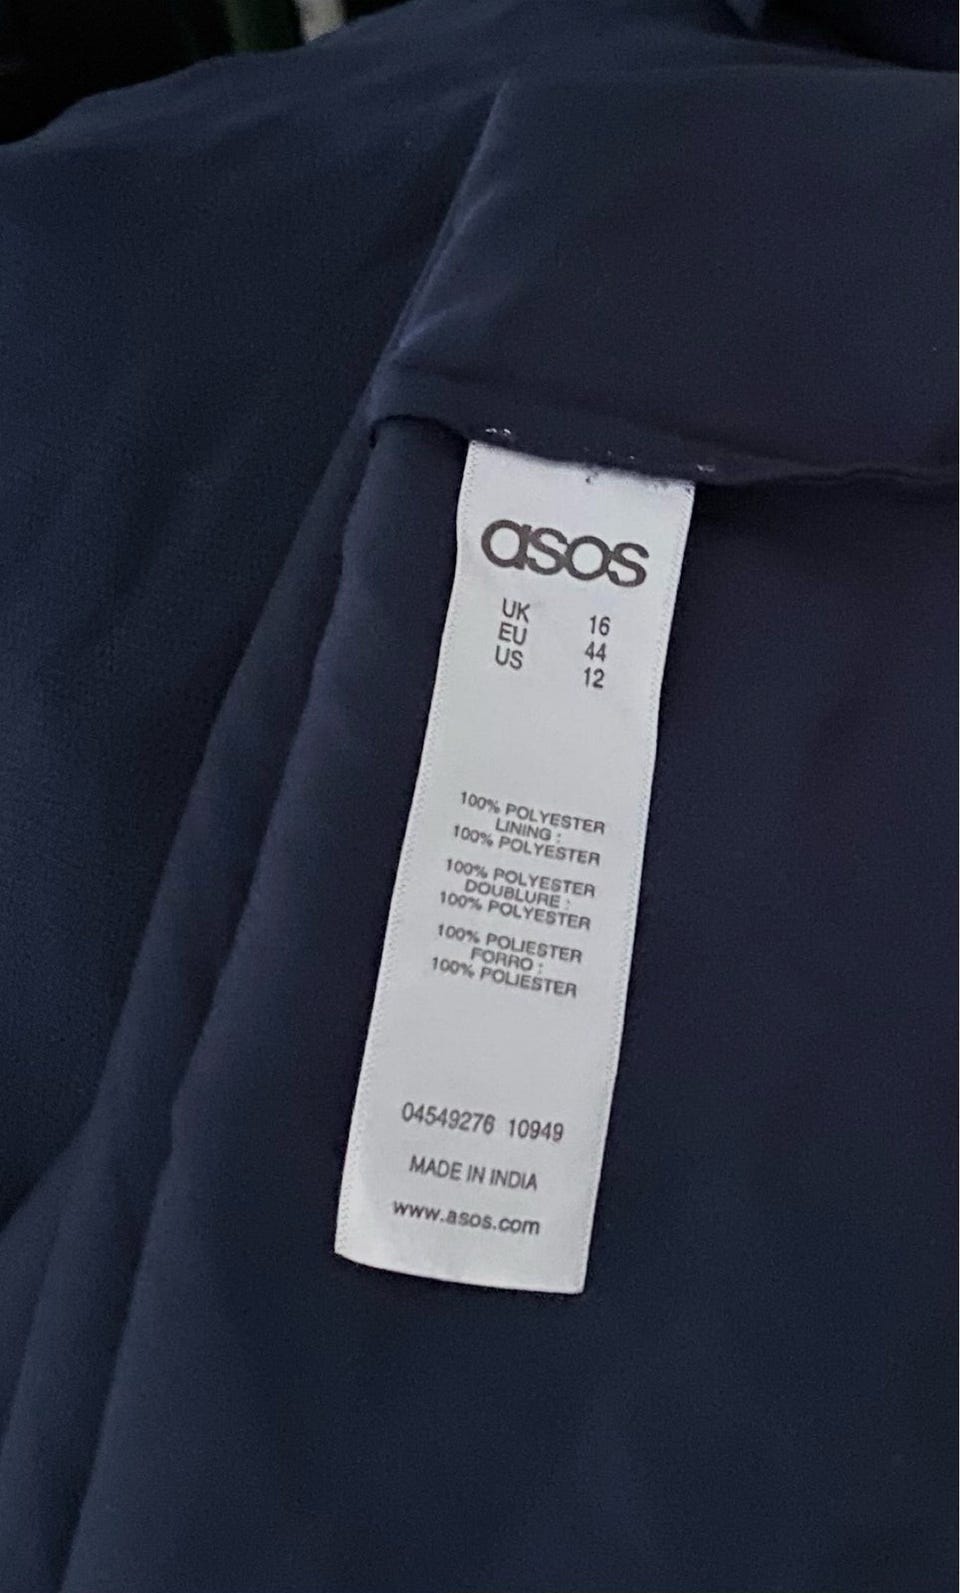 asos
UK 16
EU 44
US 12
100% POLYESTER
LINING :
100% POLYESTER
100% POLYESTER
DOUBLURE :
100% POLYESTER
100% POLIESTER
FORRO :
100% POLIESTER
04549276 10949
MADE IN INDIA
www.asos.com